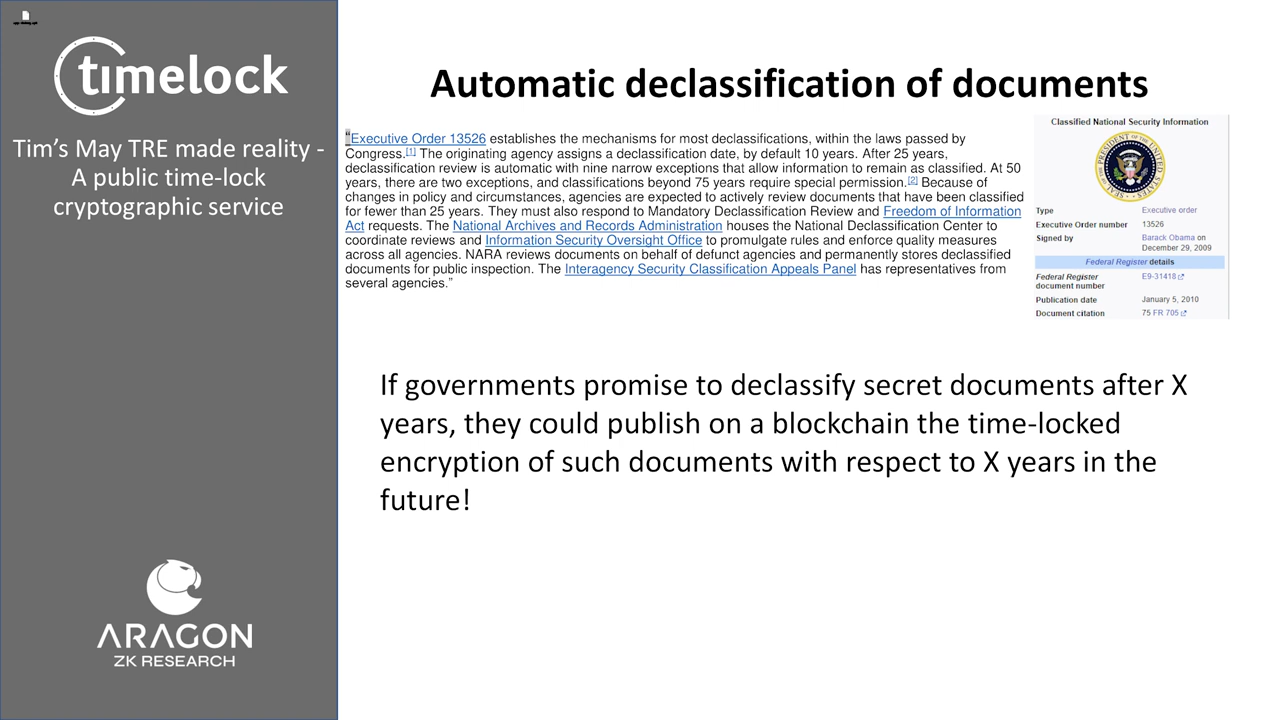 timelock
Tim's May TRE made reality -
A public time-lock
cryptographic service
ARAGON
ZK RESEARCH
Automatic declassification of documents
"Executive Order 13526 establishes the mechanisms for most declassifications, within the laws passed by
Congress.[1] The originating agency assigns a declassification date, by default 10 years. After 25 years,
declassification review is automatic with nine narrow exceptions that allow information to remain as classified. At 50
years, there are two exceptions, and classifications beyond 75 years require special permission.[2] Because of
changes in policy and circumstances, agencies are expected to actively review documents that have been classified
for fewer than 25 years. They must also respond to Mandatory Declassification Review and Freedom of Information
Act requests. The National Archives and Records Administration houses the National Declassification Center to
coordinate reviews and Information Security Oversight Office to promulgate rules and enforce quality measures
across all agencies. NARA reviews documents on behalf of defunct agencies and permanently stores declassified
documents for public inspection. The Interagency Security Classification Appeals Panel has representatives from
several agencies."
Classified National Security Information
Type Executive order
Executive Order number 13526
Signed by Barack Obama on
December 29, 2009
Federal Register details
Federal Register E9-31418
document number
Publication date January 5, 2010
Document citation 75 FR 705
If governments promise to declassify secret documents after X
years, they could publish on a blockchain the time-locked
encryption of such documents with respect to X years in the
future!